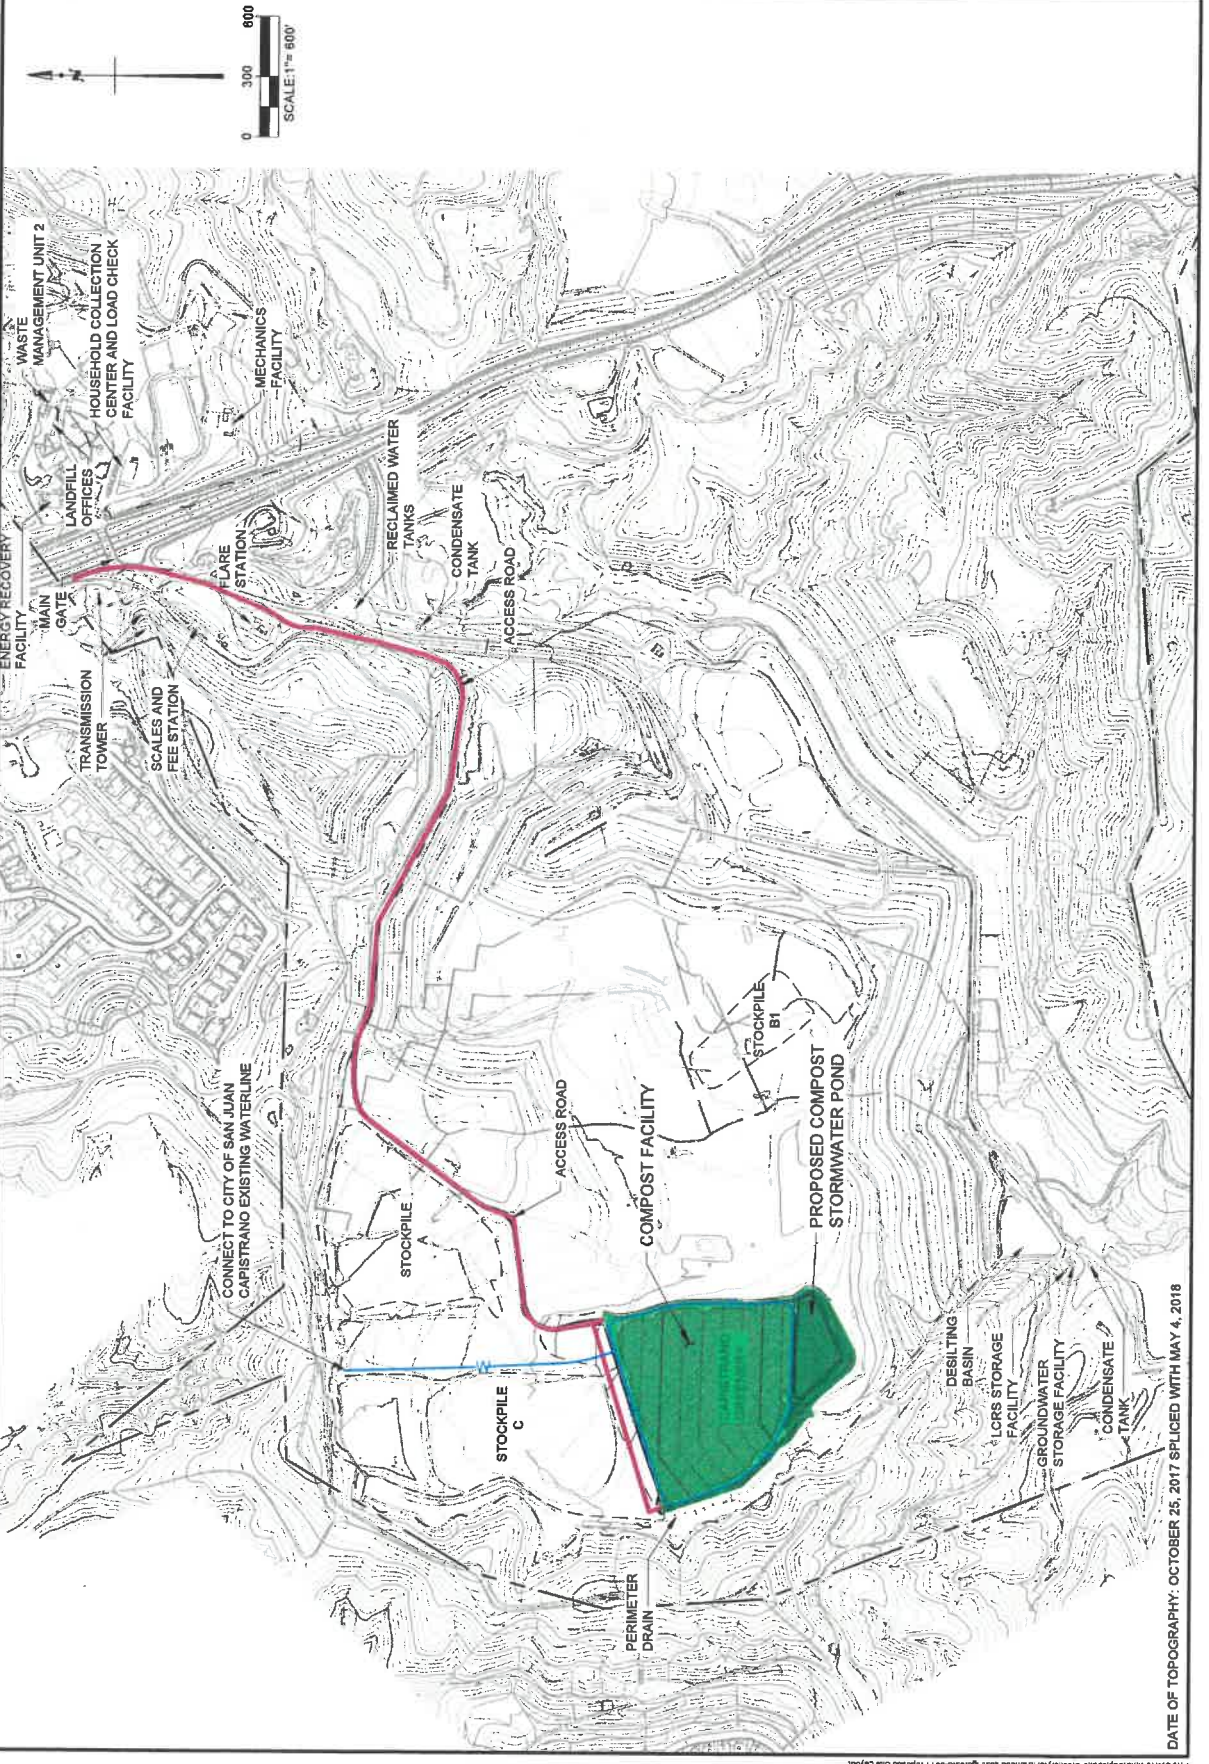 ENERGY RECOVERY
FACILITY
MAIN
GATE
LANDFILL
OFFICES
WASTE
MANAGEMENT UNIT 2
HOUSEHOLD COLLECTION
CENTER AND LOAD CHECK
FACILITY
MECHANICS
FACILITY
N
0 300 600
SCALE:1"= 600'
TRANSMISSION
TOWER
SCALES AND
FEE STATION
FLARE
STATION
RECLAIMED WATER
TANKS
CONDENSATE
TANK
ACCESS ROAD
CONNECT TO CITY OF SAN JUAN
CAPISTRANO EXISTING WATERLINE
STOCKPILE
A
W
STOCKPILE
C
ACCESS ROAD
COMPOST FACILITY
STOCKPILE
B1
PROPOSED COMPOST
STORMWATER POND
PERIMETER
DRAIN
DESILTING
BASIN
LCRS STORAGE
FACILITY
GROUNDWATER
STORAGE FACILITY
CONDENSATE
TANK
DATE OF TOPOGRAPHY: OCTOBER 25, 2017 SPLICED WITH MAY 4, 2018